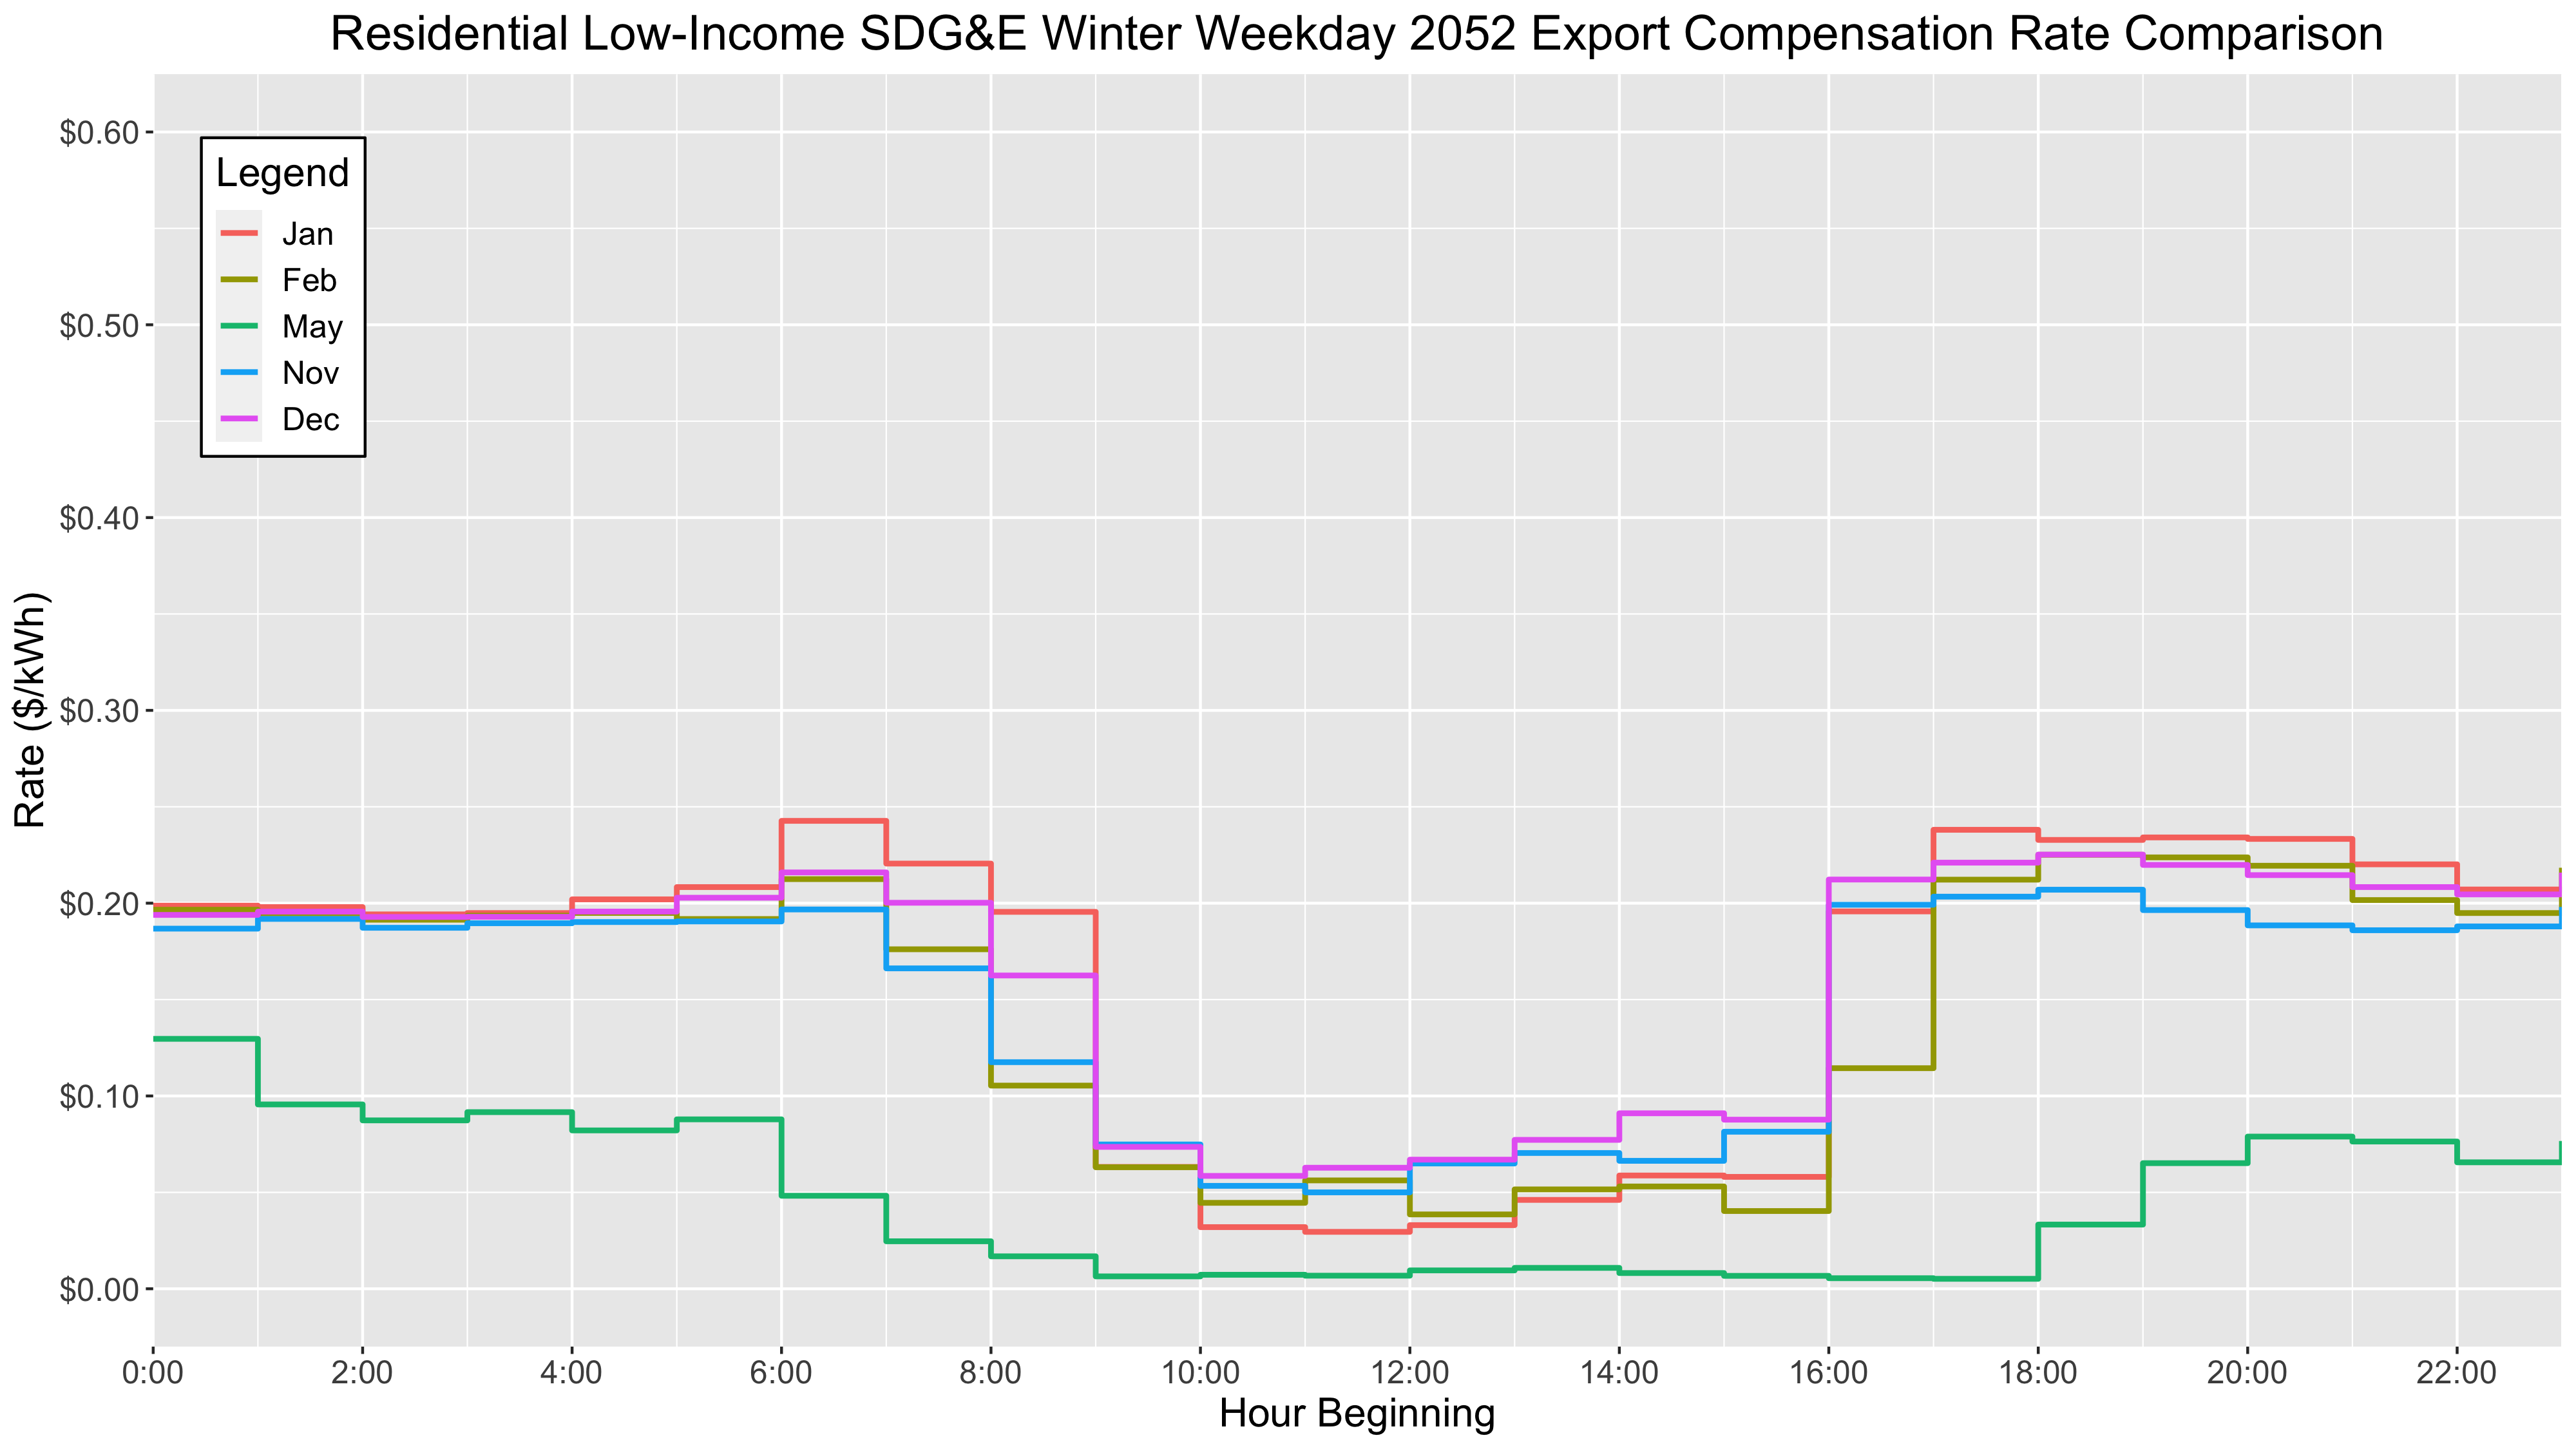 Residential Low-Income SDG&E Winter Weekday 2052 Export Compensation Rate Comparison
$0.60
$0.50
$0.40
$0.30
$0.20
$0.10
$0.00
Rate ($/kWh)
Legend
Jan
Feb
May
Nov
Dec
0:00 2:00 4:00 6:00 8:00 10:00 12:00 14:00 16:00 18:00 20:00 22:00
Hour Beginning